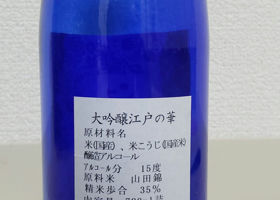 大吟醸江戸の華
原材料名
米(国産)、米こうじ(国産米)
醸造アルコール
アルコール分 15度
原料米 山田錦
精米歩合 35%